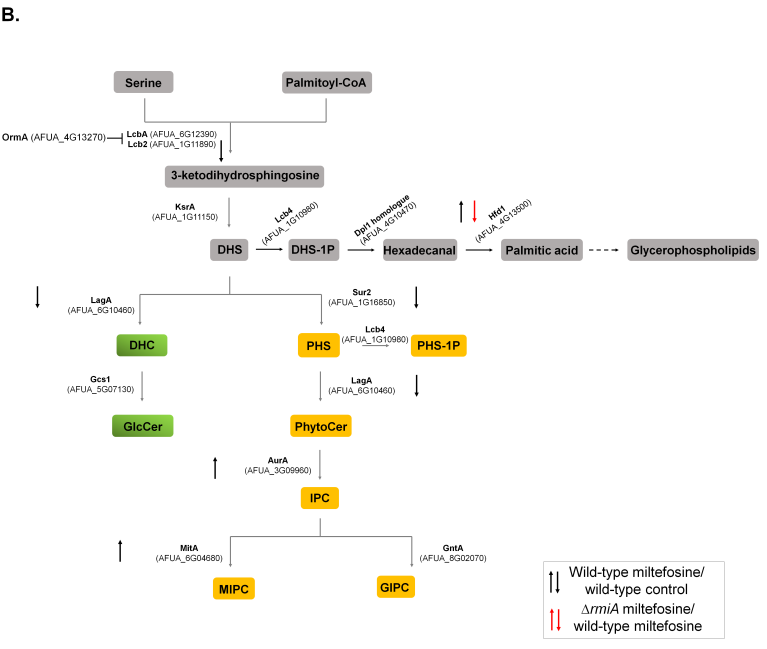 B.
Serine
Palmitoyl-CoA
OrmA (AFUA_4G13270)
LcbA (AFUA_6G12390)
Lcb2 (AFUA_1G11890)
3-ketodihydrosphingosine
KsrA
(AFUA_1G11150)
Lcb4
(AFUA_1G10980)
Dpl1 homologue
(AFUA_4G10470)
Hfd1
(AFUA_4G13500)
DHS
DHS-1P
Hexadecanal
Palmitic acid
Glycerophospholipids
LagA
(AFUA_6G10460)
Sur2
(AFUA_1G16850)
DHC
PHS
Lcb4
(AFUA_1G10980)
PHS-1P
Gcs1
(AFUA_5G07130)
LagA
(AFUA_6G10460)
GlcCer
PhytoCer
AurA
(AFUA_3G09960)
IPC
MitA
(AFUA_6G04680)
GntA
(AFUA_8G02070)
MIPC
GIPC
Wild-type miltefosine/
wild-type control
ΔrmiA miltefosine/
wild-type miltefosine